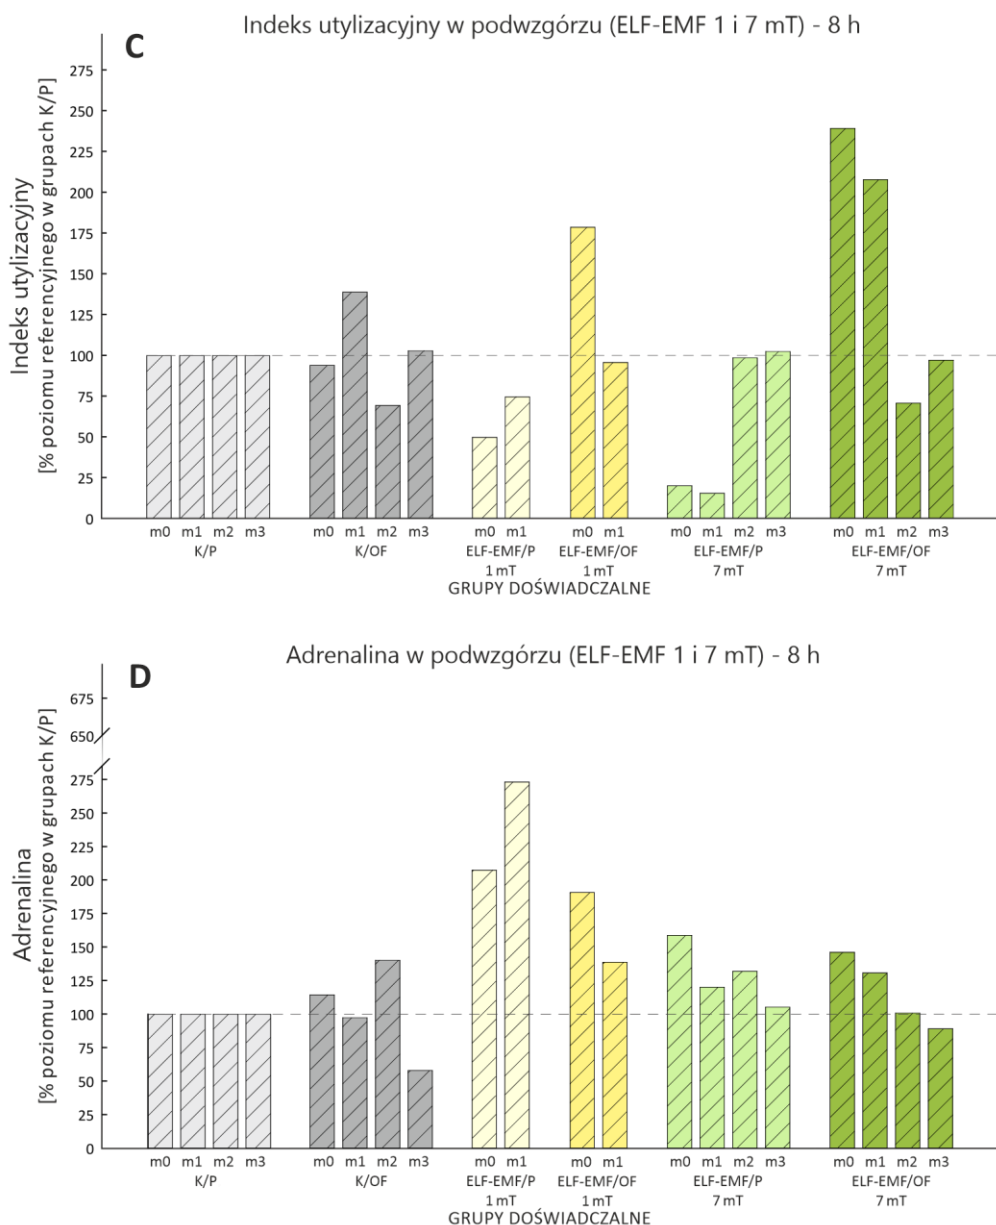 C
Indeks utylizacyjny w podwzgórzu (ELF-EMF 1 i 7 mT) - 8 h
Indeks utylizacyjny
[% poziomu referencyjnego w grupach K/P]
275
250
225
200
175
150
125
100
75
50
25
0
m0 m1 m2 m3 m0 m1 m2 m3 m0 m1 m0 m1 m0 m1 m2 m3 m0 m1 m2 m3
K/P K/OF ELF-EMF/P ELF-EMF/OF ELF-EMF/P ELF-EMF/OF
1 mT 1 mT 7 mT 7 mT
GRUPY DOŚWIADCZALNE
D
Adrenalina w podwzgórzu (ELF-EMF 1 i 7 mT) - 8 h
Adrenalina
[% poziomu referencyjnego w grupach K/P]
675
650
275
250
225
200
175
150
125
100
75
50
25
0
m0 m1 m2 m3 m0 m1 m2 m3 m0 m1 m0 m1 m0 m1 m2 m3 m0 m1 m2 m3
K/P K/OF ELF-EMF/P ELF-EMF/OF ELF-EMF/P ELF-EMF/OF
1 mT 1 mT 7 mT 7 mT
GRUPY DOŚWIADCZALNE